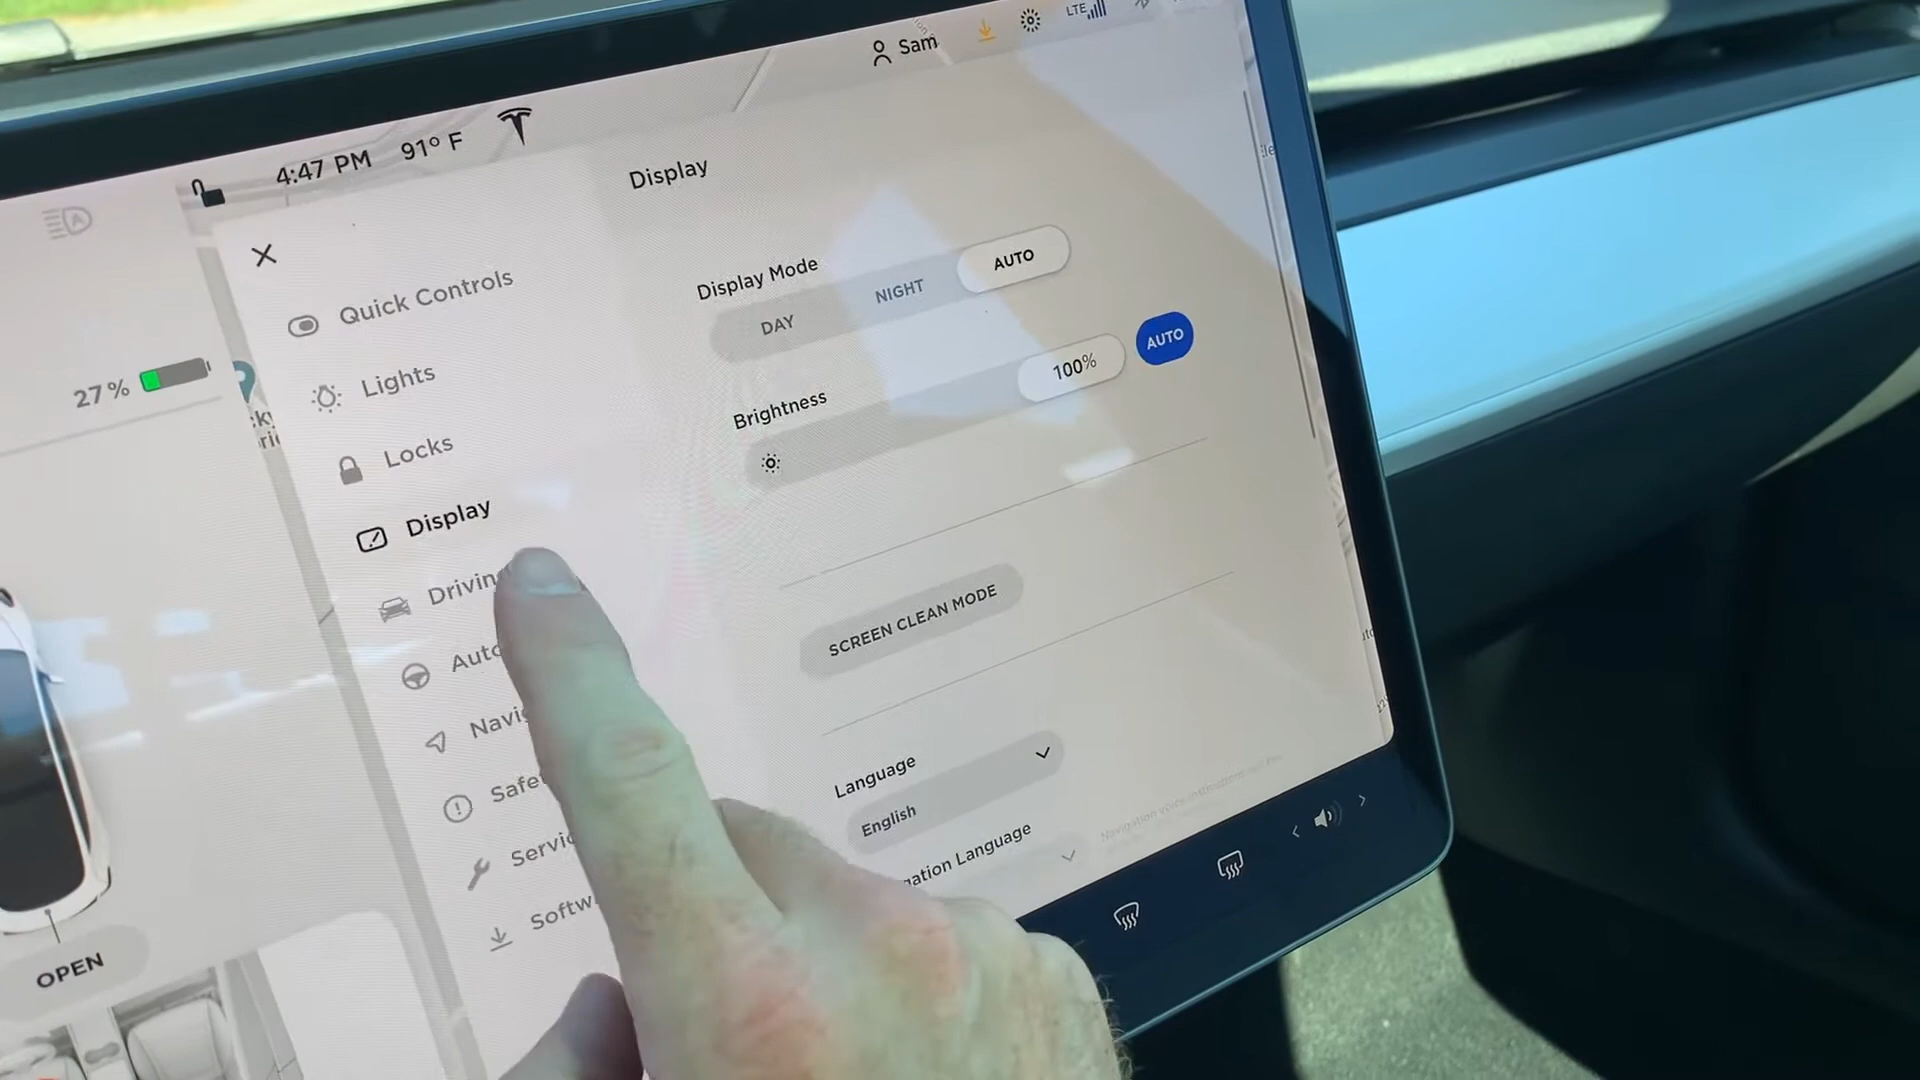 Sam
LTE
4:47 PM 91° F
27%
Quick Controls
Lights
Locks
Display
Display
Display Mode
DAY NIGHT AUTO
Brightness
100% AUTO
SCREEN CLEAN MODE
Language
English
OPEN